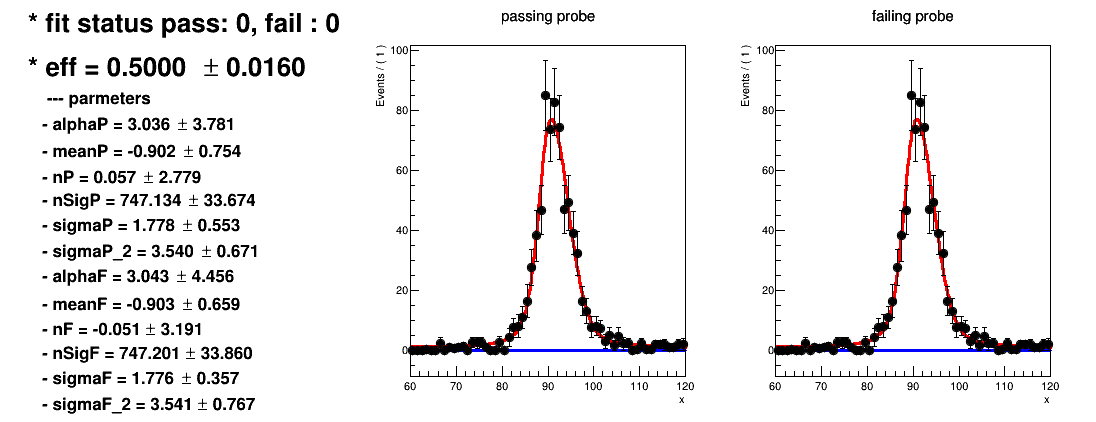 * fit status pass: 0, fail : 0
* eff = 0.5000 ± 0.0160
--- parmeters
- alphaP = 3.036 ± 3.781
- meanP = -0.902 ± 0.754
- nP = 0.057 ± 2.779
- nSigP = 747.134 ± 33.674
- sigmaP = 1.778 ± 0.553
- sigmaP_2 = 3.540 ± 0.671
- alphaF = 3.043 ± 4.456
- meanF = -0.903 ± 0.659
- nF = -0.051 ± 3.191
- nSigF = 747.201 ± 33.860
- sigmaF = 1.776 ± 0.357
- sigmaF_2 = 3.541 ± 0.767
passing probe
Events / ( 1 )
100
80
60
40
20
0
60 70 80 90 100 110 120
x
failing probe
Events / ( 1 )
100
80
60
40
20
0
60 70 80 90 100 110 120
x